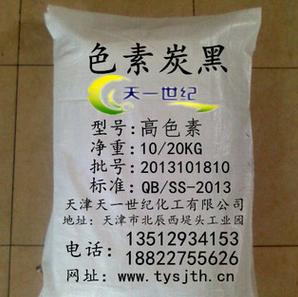 色素炭黑
天一世纪
型号:高色素
净重:10/20KG
批号:2013101810
标准:QB/SS-2013
天津天一世纪化工有限公司
地址: 天津市北辰西堤头工业园
电话: 13512934153
18822755626
网址: www.tysjth.cn